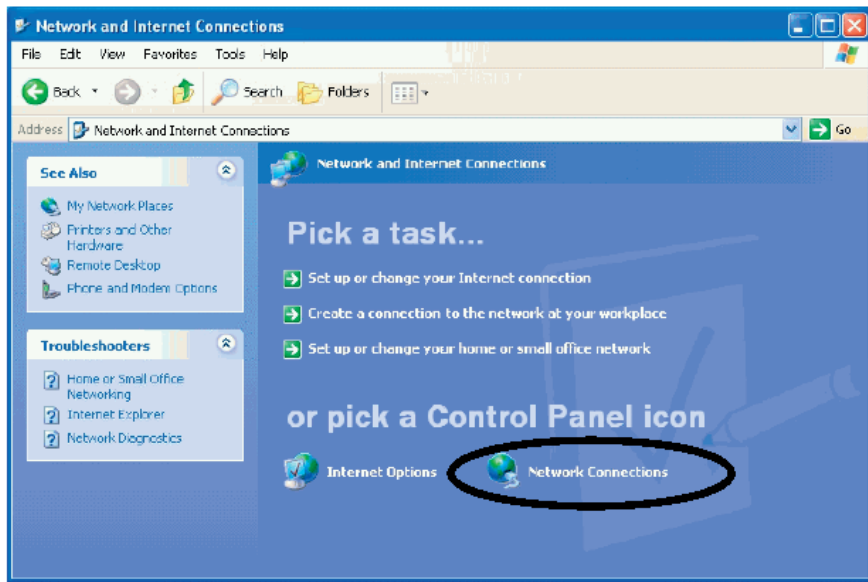 Network and Internet Connections
File Edit View Favorites Tools Help
Back Search Folders
Address Network and Internet Connections Go
See Also
My Network Places
Printers and Other
Hardware
Remote Desktop
Phone and Modem Options
Troubleshooters
Home or Small Office
Networking
Internet Explorer
Network Diagnostics
Network and Internet Connections
Pick a task...
Set up or change your Internet connection
Create a connection to the network at your workplace
Set up or change your home or small office network
or pick a Control Panel icon
Internet Options Network Connections